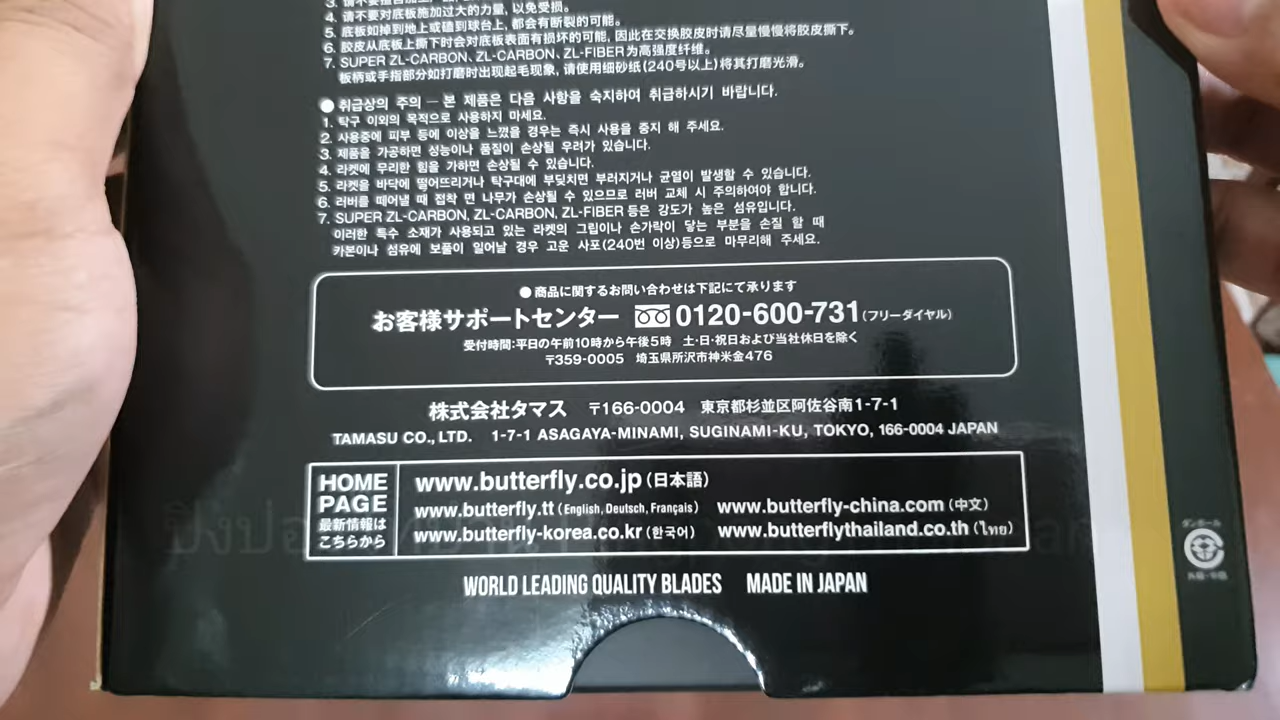 4. 请不要对底板施加过大的力量, 以免受损。
5. 底板如掉到地上或磕到球台上, 都会有断裂的可能。
6. 胶皮从底板上撕下时会对底板表面有损坏的可能, 因此在交换胶皮时请尽量慢慢将胶皮撕下。
7. SUPER ZL-CARBON、ZL-CARBON、ZL-FIBER为高强度纤维。
板柄或手指部分如打磨时出现起毛现象, 请使用细砂纸(240号以上)将其打磨光滑。
● 취급상의 주의 — 본 제품은 다음 사항을 숙지하여 취급하시기 바랍니다.
1. 탁구 이외의 목적으로 사용하지 마세요.
2. 사용중에 피부 등에 이상을 느꼈을 경우는 즉시 사용을 중지 해 주세요.
3. 제품을 가공하면 성능이나 품질이 손상될 우려가 있습니다.
4. 라켓에 무리한 힘을 가하면 손상될 수 있습니다.
5. 라켓을 바닥에 떨어뜨리거나 탁구대에 부딪치면 부러지거나 균열이 발생할 수 있습니다.
6. 러버를 떼어낼 때 접착 면 나무가 손상될 수 있으므로 러버 교체 시 주의하여야 합니다.
7. SUPER ZL-CARBON, ZL-CARBON, ZL-FIBER 등은 강도가 높은 섬유입니다.
이러한 특수 소재가 사용되고 있는 라켓의 그립이나 손가락이 닿는 부분을 손질 할 때
카본이나 섬유에 보풀이 일어날 경우 고운 사포(240번 이상)등으로 마무리해 주세요.
● 商品に関するお問い合わせは下記にて承ります
お客様サポートセンター 0120-600-731(フリーダイヤル)
受付時間:平日の午前10時から午後5時 土·日·祝日および当社休日を除く
〒359-0005 埼玉県所沢市神米金476
株式会社タマス 〒166-0004 東京都杉並区阿佐谷南1-7-1
TAMASU CO., LTD. 1-7-1 ASAGAYA-MINAMI, SUGINAMI-KU, TOKYO, 166-0004 JAPAN
HOME
PAGE
最新情報は
こちらから
www.butterfly.co.jp (日本語)
www.butterfly.tt (English, Deutsch, Français) www.butterfly-china.com (中文)
www.butterfly-korea.co.kr (한국어) www.butterflythailand.co.th (ไทย)
WORLD LEADING QUALITY BLADES MADE IN JAPAN
ダンボール